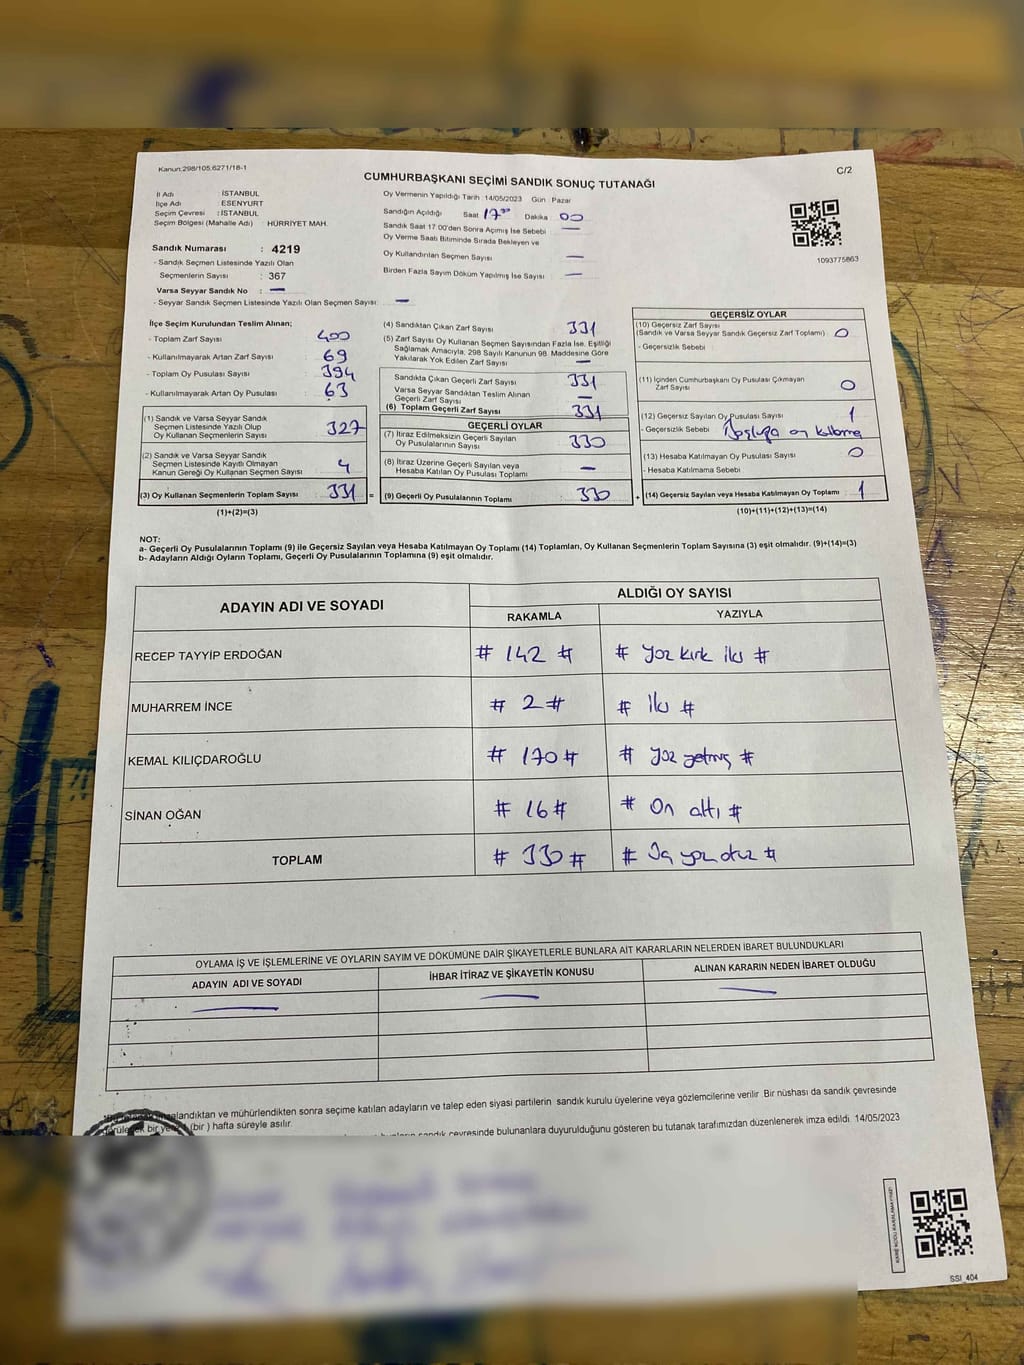 Kanun:298/105.6271/18-1
C/2
CUMHURBAŞKANI SEÇİMİ SANDIK SONUÇ TUTANAĞI
İl Adı : İSTANBUL
İlçe Adı : ESENYURT
Seçim Çevresi : İSTANBUL
Seçim Bölgesi (Mahalle Adı) : HÜRRİYET MAH.
Sandık Numarası : 4219
- Sandık Seçmen Listesinde Yazılı Olan
Seçmenlerin Sayısı : 367
Varsa Seyyar Sandık No : —
- Seyyar Sandık Seçmen Listesinde Yazılı Olan Seçmen Sayısı: —
Oy Vermenin Yapıldığı Tarih :14/05/2023 Gün : Pazar
Sandığın Açıldığı Saat 17:00 Dakika 00
Sandık Saat 17.00'den Sonra Açımış İse Sebebi —
Oy Verme Saati Bitiminde Sırada Bekleyen ve
Oy Kullandırılan Seçmen Sayısı —
Birden Fazla Sayım Döküm Yapılmış İse Sayısı —
1093775863
İlçe Seçim Kurulundan Teslim Alınan;
- Toplam Zarf Sayısı : 400
- Kullanılmayarak Artan Zarf Sayısı : 69
- Toplam Oy Pusulası Sayısı : 394
- Kullanılmayarak Artan Oy Pusulası : 63
(1) Sandık ve Varsa Seyyar Sandık
Seçmen Listesinde Yazılı Olup
Oy Kullanan Seçmenlerin Sayısı 327
(2) Sandık ve Varsa Seyyar Sandık
Seçmen Listesinde Kayıtlı Olmayan
Kanun Gereği Oy Kullanan Seçmen Sayısı 4
(3) Oy Kullanan Seçmenlerin Toplam Sayısı 331 =
(1)+(2)=(3)
(4) Sandıktan Çıkan Zarf Sayısı 331
(5) Zarf Sayısı Oy Kullanan Seçmen Sayısından Fazla İse, Eşitliği
Sağlamak Amacıyla, 298 Sayılı Kanunun 98. Maddesine Göre
Yakılarak Yok Edilen Zarf Sayısı —
Sandıkta Çıkan Geçerli Zarf Sayısı 331
Varsa Seyyar Sandıktan Teslim Alınan
Geçerli Zarf Sayısı —
(6) Toplam Geçerli Zarf Sayısı 331
GEÇERLİ OYLAR
(7) İtiraz Edilmeksizin Geçerli Sayılan
Oy Pusulalarının Sayısı 330
(8) İtiraz Üzerine Geçerli Sayılan veya
Hesaba Katılan Oy Pusulası Toplamı —
(9) Geçerli Oy Pusulalarının Toplamı 330 +
GEÇERSİZ OYLAR
(10) Geçersiz Zarf Sayısı
(Sandık ve Varsa Seyyar Sandık Geçersiz Zarf Toplamı) 0
- Geçersizlik Sebebi
(11) İçinden Cumhurbaşkanı Oy Pusulası Çıkmayan
Zarf Sayısı 0
(12) Geçersiz Sayılan Oy Pusulası Sayısı 1
- Geçersizlik Sebebi Boşluğa oy kullanma
(13) Hesaba Katılmayan Oy Pusulası Sayısı 0
- Hesaba Katılmama Sebebi
(14) Geçersiz Sayılan veya Hesaba Katılmayan Oy Toplamı 1
(10)+(11)+(12)+(13)=(14)
NOT:
a- Geçerli Oy Pusulalarının Toplamı (9) ile Geçersiz Sayılan veya Hesaba Katılmayan Oy Toplamı (14) Toplamları, Oy Kullanan Seçmenlerin Toplam Sayısına (3) eşit olmalıdır. (9)+(14)=(3)
b- Adayların Aldığı Oyların Toplamı, Geçerli Oy Pusulalarının Toplamına (9) eşit olmalıdır.
ADAYIN ADI VE SOYADI ALDIĞI OY SAYISI
RAKAMLA YAZIYLA
RECEP TAYYİP ERDOĞAN # 142 # # Yüz kırk iki #
MUHARREM İNCE # 2 # # İki #
KEMAL KILIÇDAROĞLU # 170 # # Yüz yetmiş #
SİNAN OĞAN # 16 # # On altı #
TOPLAM # 330 # # Üç yüz otuz #
OYLAMA İŞ VE İŞLEMLERİNE VE OYLARIN SAYIM VE DÖKÜMÜNE DAİR ŞİKAYETLERLE BUNLARA AİT KARARLARIN NELERDEN İBARET BULUNDUKLARI
ADAYIN ADI VE SOYADI İHBAR İTİRAZ VE ŞİKAYETİN KONUSU ALINAN KARARIN NEDEN İBARET OLDUĞU
— — —
alandıktan ve mühürlendikten sonra seçime katılan adayların ve talep eden siyasi partilerin sandık kurulu üyelerine veya gözlemcilerine verilir. Bir nüshası da sandık çevresinde
bir ye (bir ) hafta süreyle asılır.
sandık çevresinde bulunanlara duyurulduğunu gösteren bu tutanak tarafımızdan düzenlenerek imza edildi. 14/05/2023
SSI_404